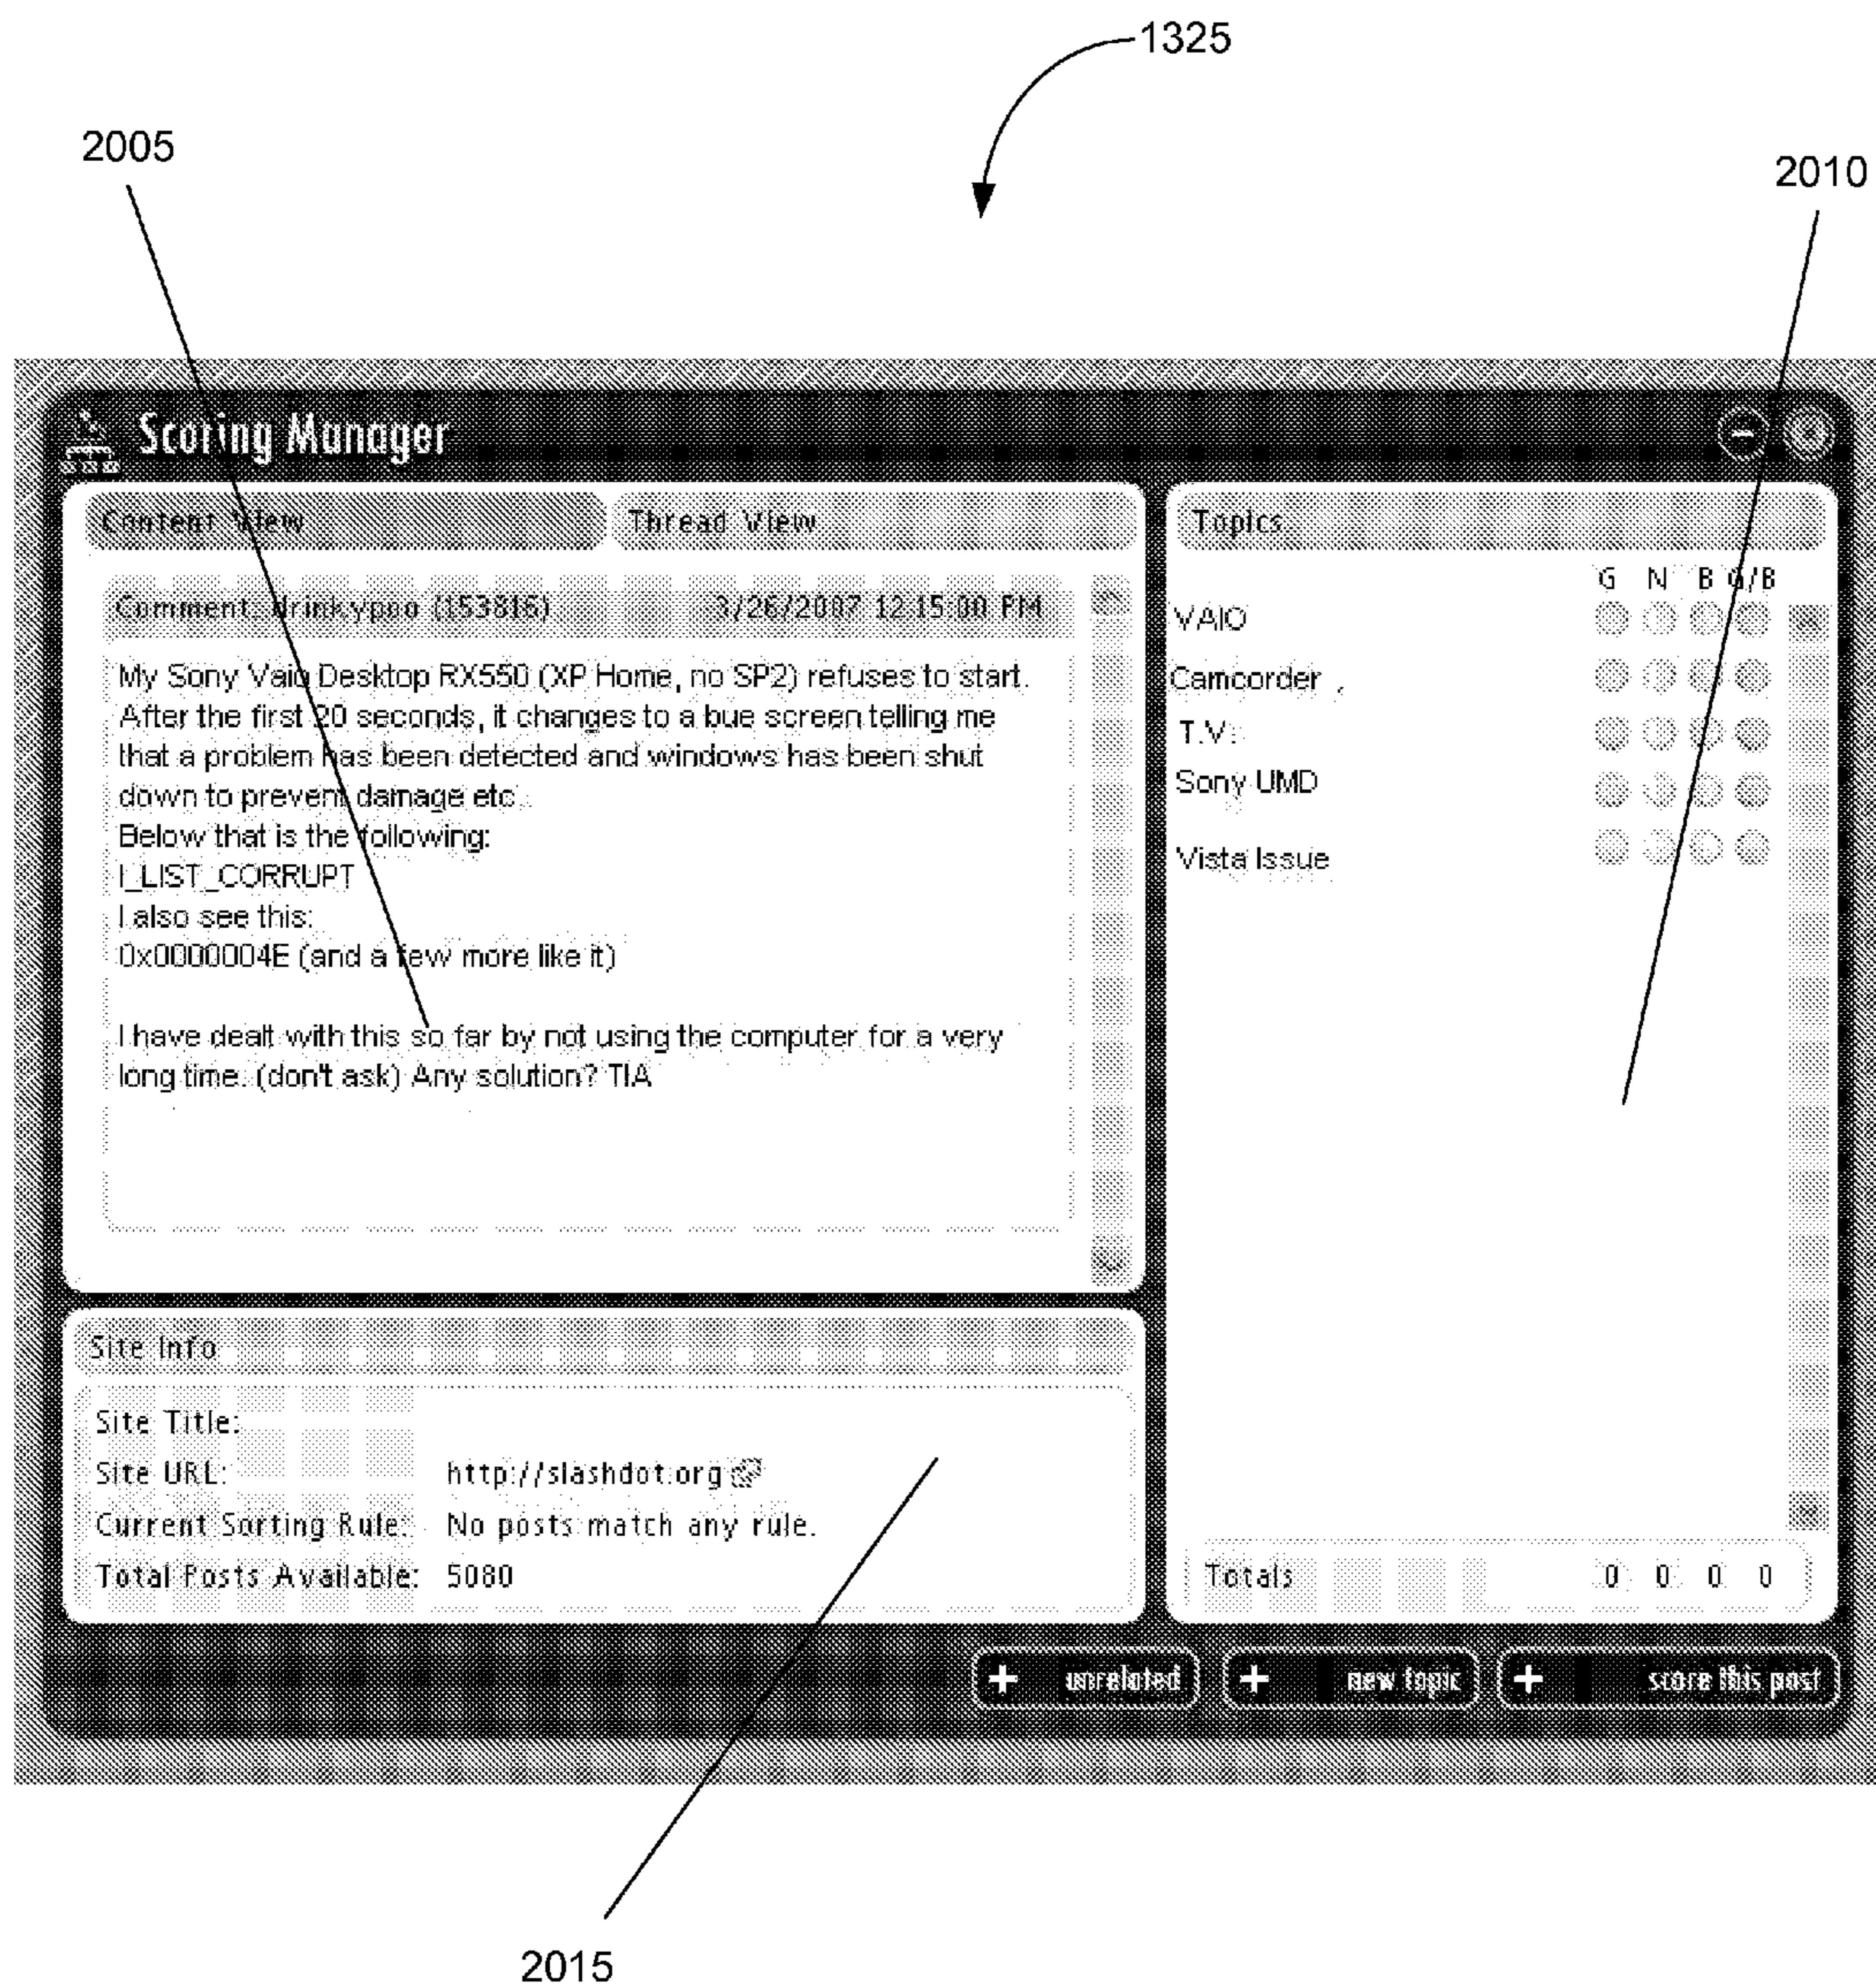 1325
2005
2010
Scoring Manager
Content View
Thread View
Topics
Comment: drinkypoo (153816)
3/26/2007 12:15:00 PM
My Sony Vaio Desktop RX550 (XP Home, no SP2) refuses to start.
After the first 20 seconds, it changes to a bue screen telling me
that a problem has been detected and windows has been shut
down to prevent damage etc.
Below that is the following:
I_LIST_CORRUPT
I also see this:
0x0000004E (and a few more like it)
I have dealt with this so far by not using the computer for a very
long time. (don't ask) Any solution? TIA
G N B G/B
VAIO
Camcorder
T.V.
Sony UMD
Vista Issue
Site Info
Site Title:
Site URL: http://slashdot.org
Current Sorting Rule: No posts match any rule.
Total Posts Available: 5080
Totals 0 0 0 0
+ unrelated
+ new topic
+ score this post
2015